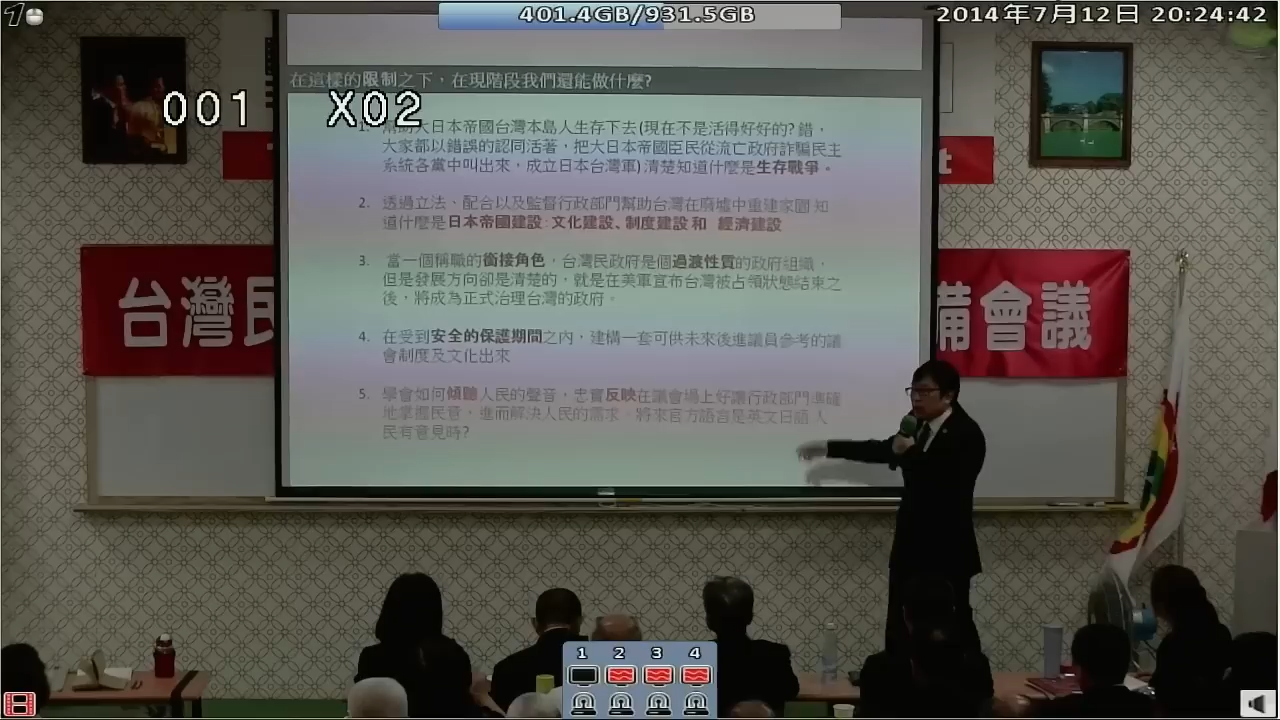 401.4GB/931.5GB
2014年7月12日 20:24:42
001 X02
在這樣的限制之下，在現階段我們還能做什麼?
大日本帝國台灣本島人生存下去(現在不是活得好好的? 錯，
大家都以錯誤的認同活著，把大日本帝國臣民從流亡政府詐騙民主
系統各黨中叫出來，成立日本台灣軍) 清楚知道什麼是生存戰爭。
2. 透過立法、配合以及監督行政部門幫助台灣在廢墟中重建家園 知
道什麼是日本帝國建設: 文化建設、制度建設 和 經濟建設
3. 當一個稱職的銜接角色，台灣民政府是個過渡性質的政府組織，
但是發展方向卻是清楚的，就是在美軍宣布台灣被占領狀態結束之
後，將成為正式治理台灣的政府。
4. 在受到安全的保護期間之內，建構一套可供未來後進議員參考的議
會制度及文化出來
5. 學會如何傾聽人民的聲音，忠實反映在議會場上好讓行政部門準確
地掌握民意，進而解決人民的需求。將來官方語言是英文日語 人
民有意見時?
台灣民
備會議
t
1 2 3 4